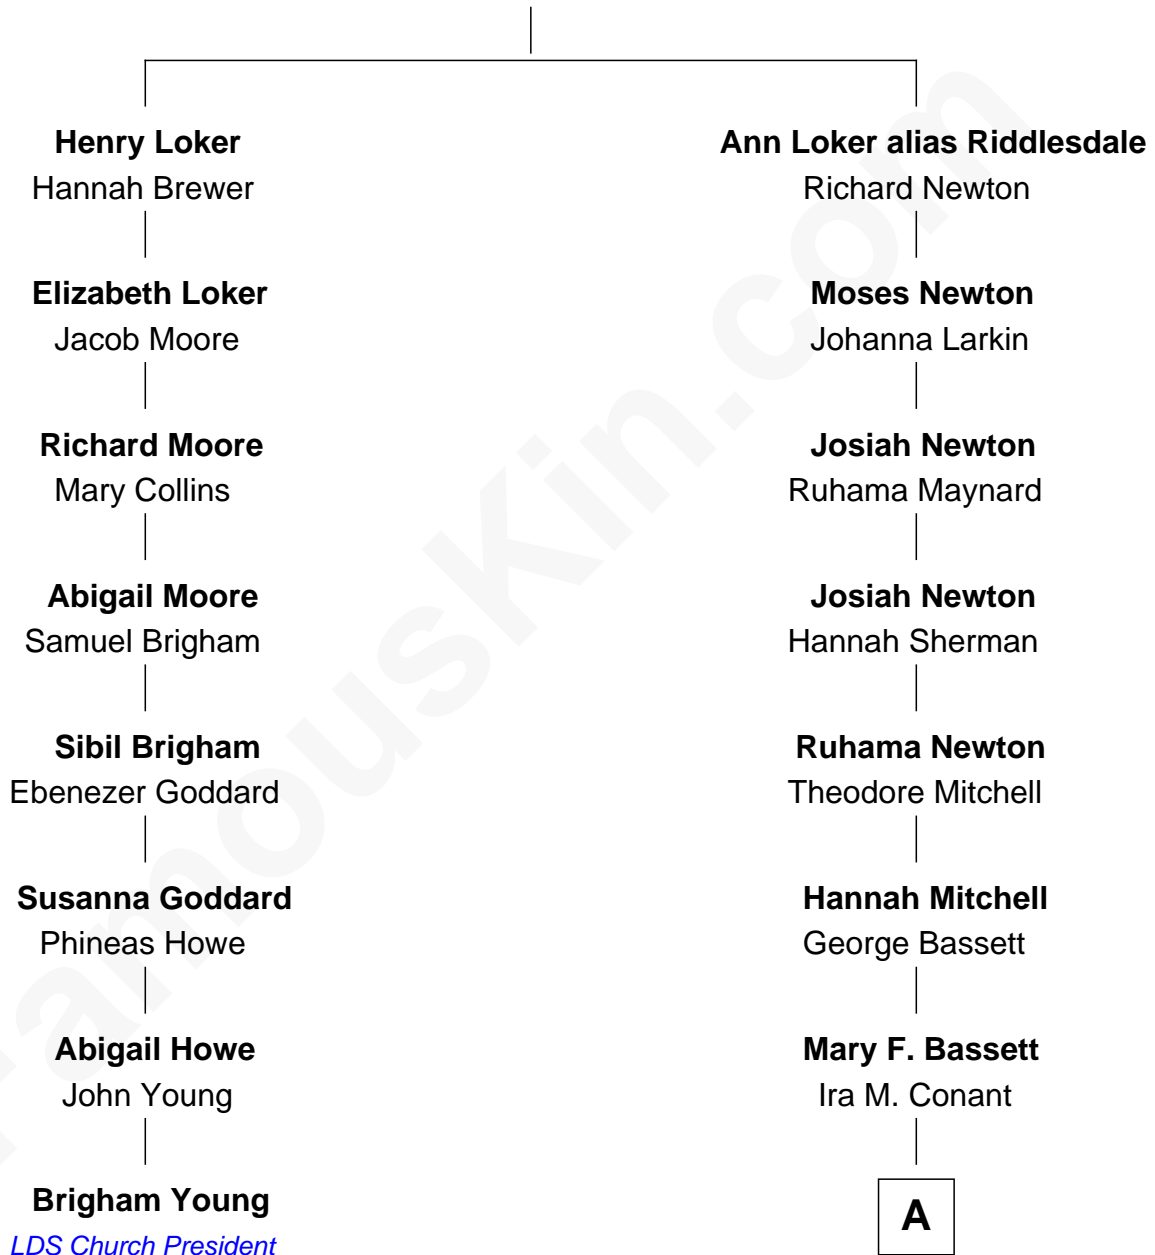 Henry Loker
Hannah Brewer
Elizabeth Loker
Jacob Moore
Richard Moore
Mary Collins
Abigail Moore
Samuel Brigham
Sibil Brigham
Ebenezer Goddard
Susanna Goddard
Phineas Howe
Abigail Howe
John Young
Brigham Young
LDS Church President
Ann Loker alias Riddlesdale
Richard Newton
Moses Newton
Johanna Larkin
Josiah Newton
Ruhama Maynard
Josiah Newton
Hannah Sherman
Ruhama Newton
Theodore Mitchell
Hannah Mitchell
George Bassett
Mary F. Bassett
Ira M. Conant
A
FamousKin.com